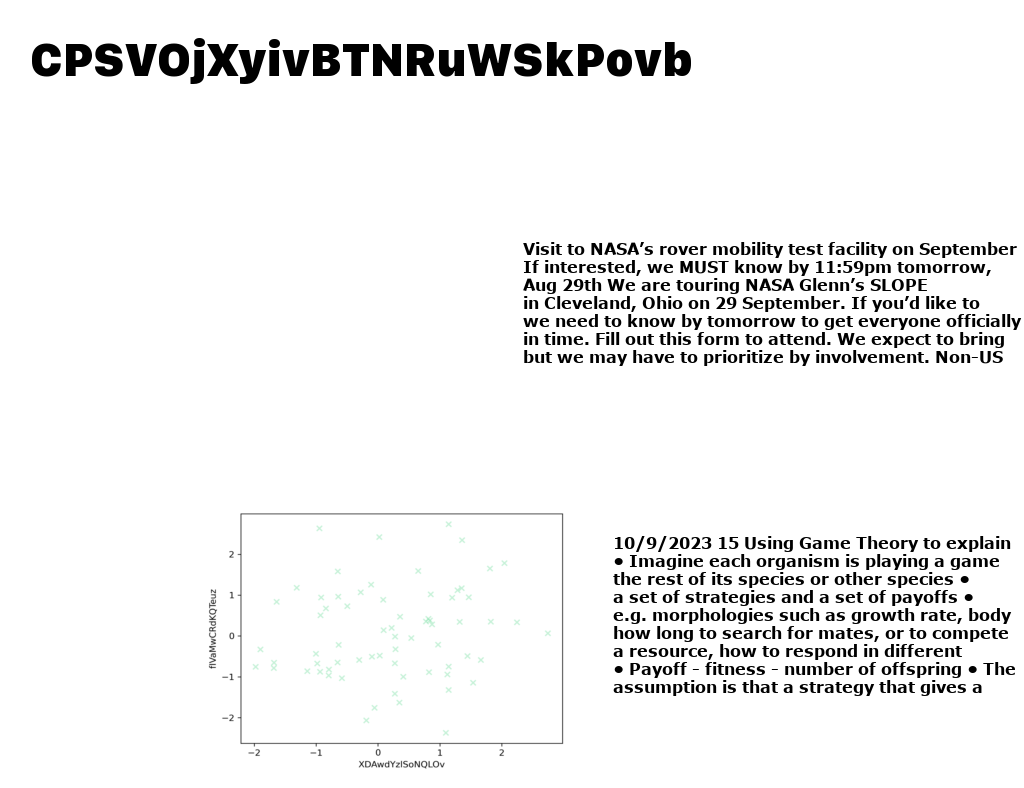 CPSVOjXyivBTNRuWSkPovb
Visit to NASA’s rover mobility test facility on September
If interested, we MUST know by 11:59pm tomorrow,
Aug 29th We are touring NASA Glenn’s SLOPE
in Cleveland, Ohio on 29 September. If you’d like to
we need to know by tomorrow to get everyone officially
in time. Fill out this form to attend. We expect to bring
but we may have to prioritize by involvement. Non-US
10/9/2023 15 Using Game Theory to explain
• Imagine each organism is playing a game
the rest of its species or other species •
a set of strategies and a set of payoffs •
e.g. morphologies such as growth rate, body
how long to search for mates, or to compete
a resource, how to respond in different
• Payoff - fitness - number of offspring • The
assumption is that a strategy that gives a
fIVaMwCRdKQTeuz
2
1
0
−1
−2
−2 −1 0 1 2
XDAwdYzlSoNQLOv